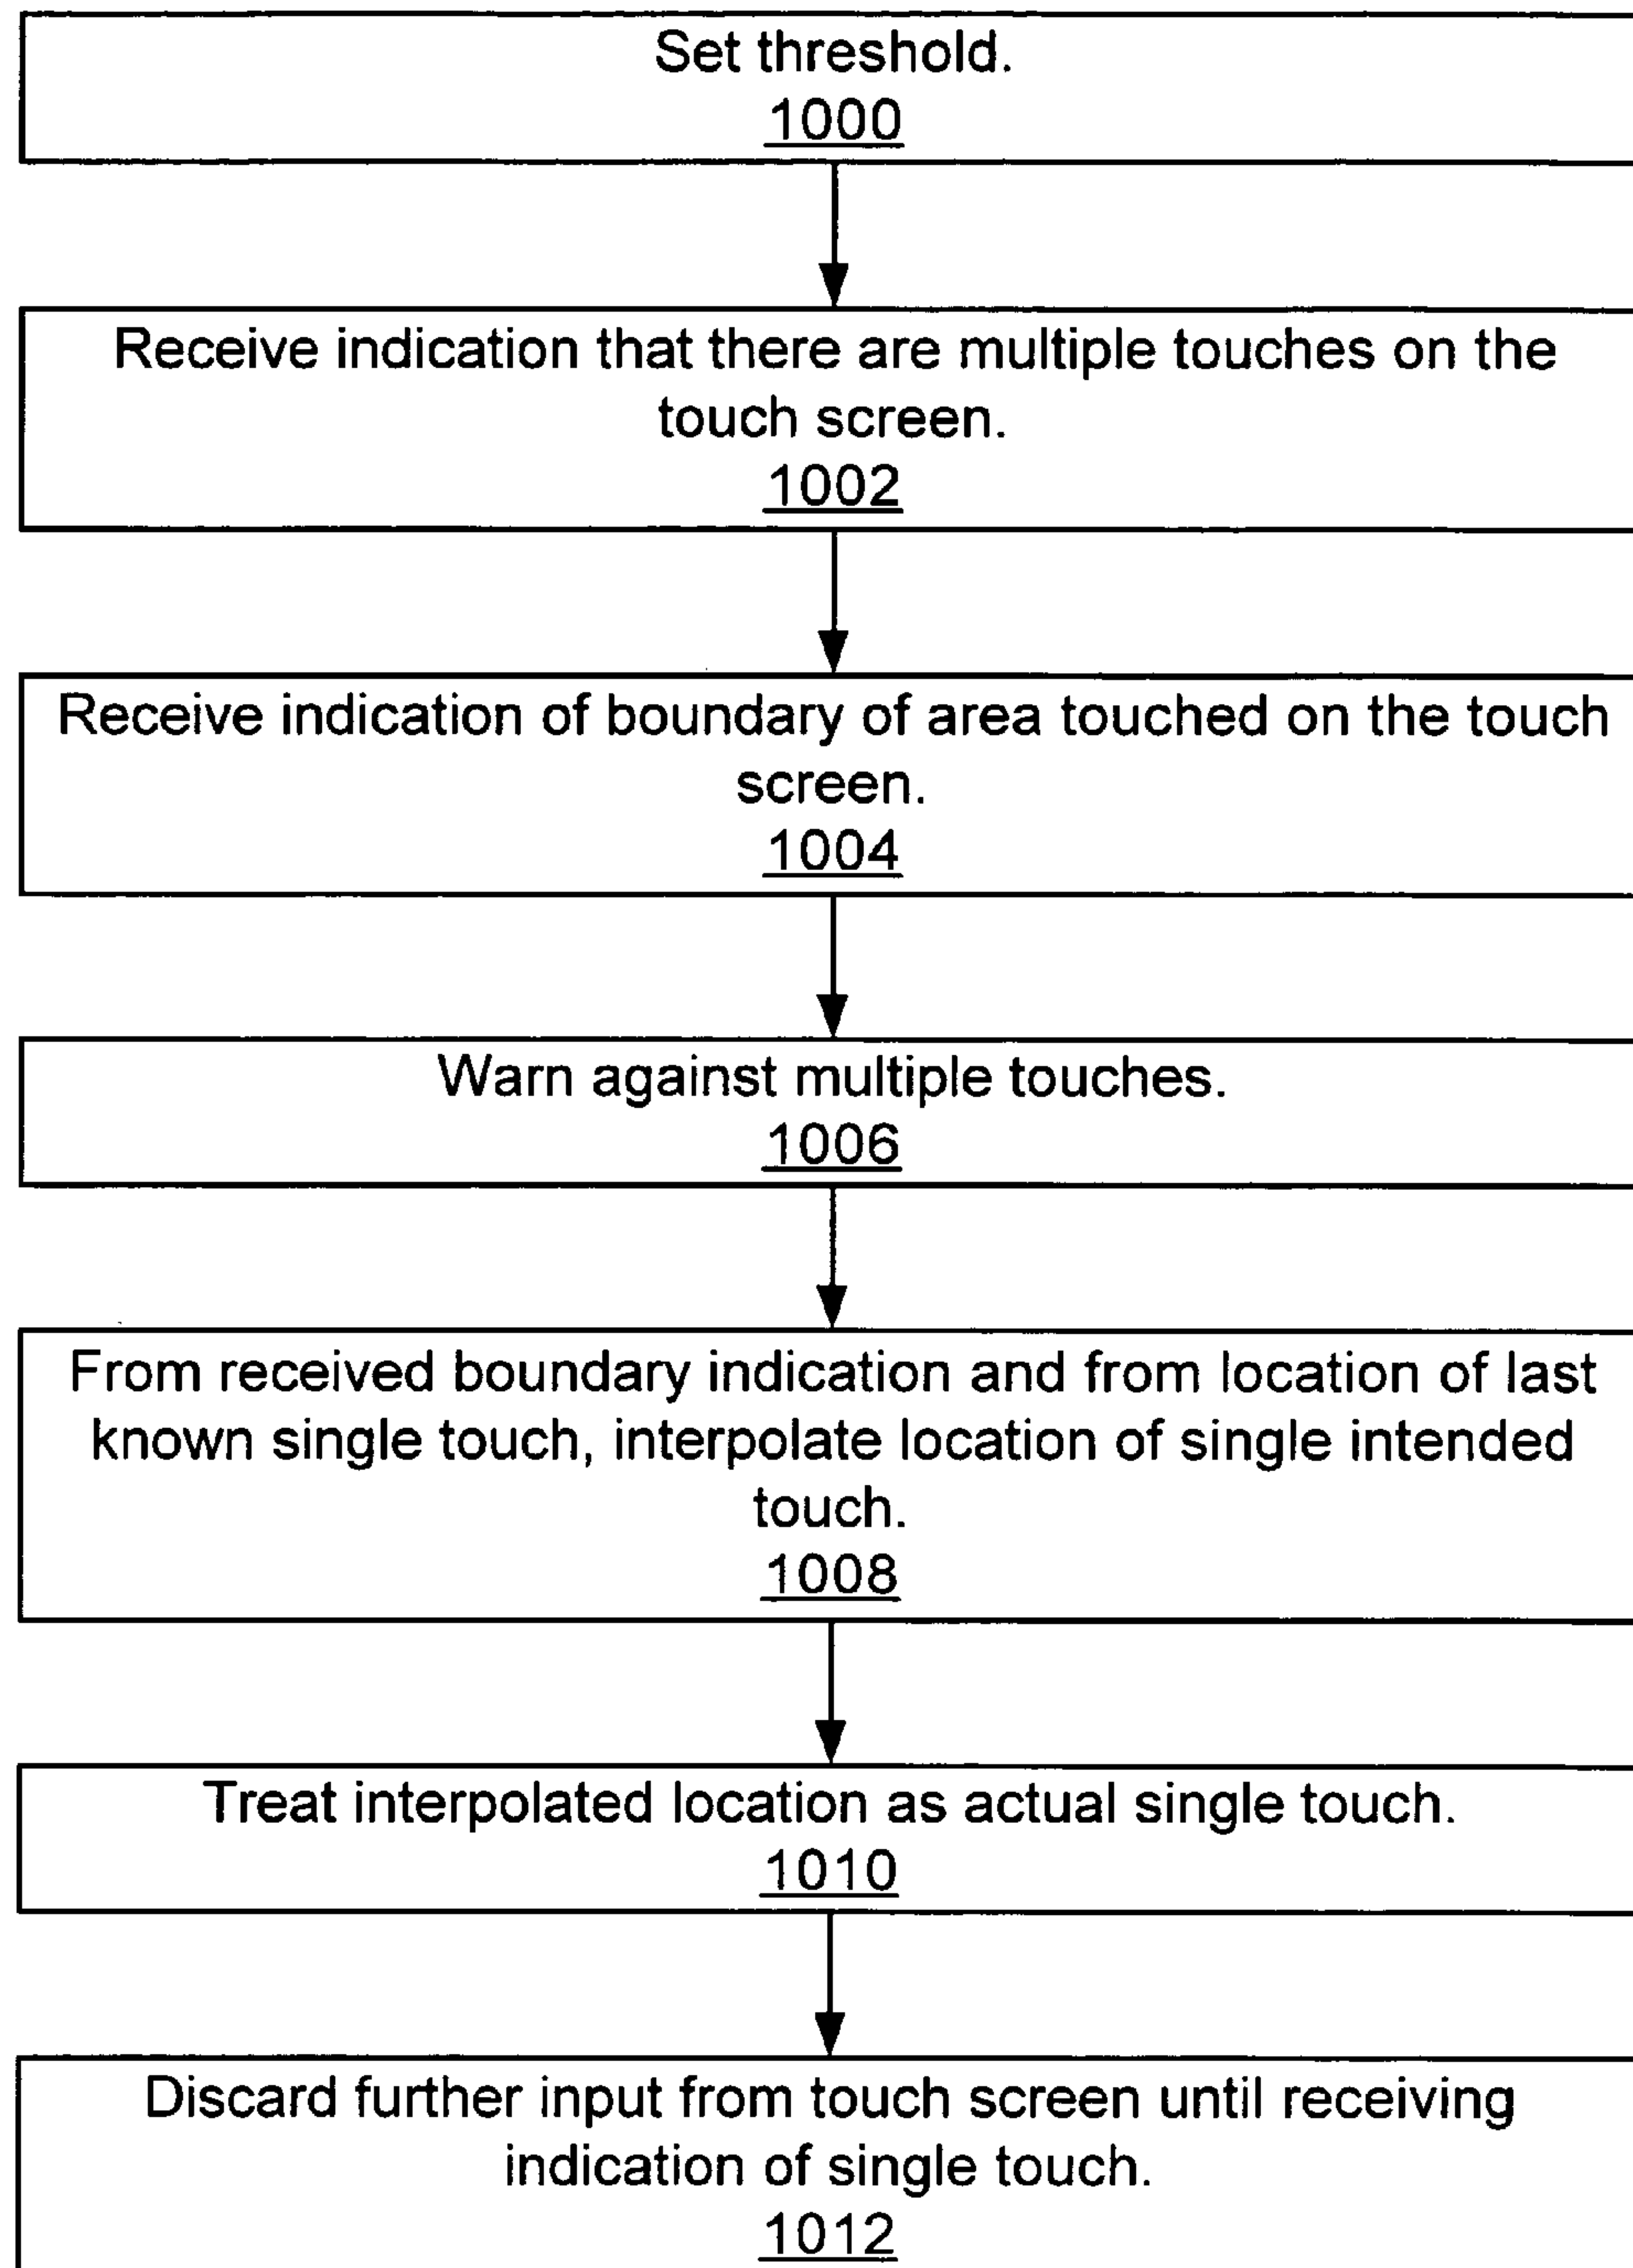 Set threshold.
1000
Receive indication that there are multiple touches on the
touch screen.
1002
Receive indication of boundary of area touched on the touch
screen.
1004
Warn against multiple touches.
1006
From received boundary indication and from location of last
known single touch, interpolate location of single intended
touch.
1008
Treat interpolated location as actual single touch.
1010
Discard further input from touch screen until receiving
indication of single touch.
1012